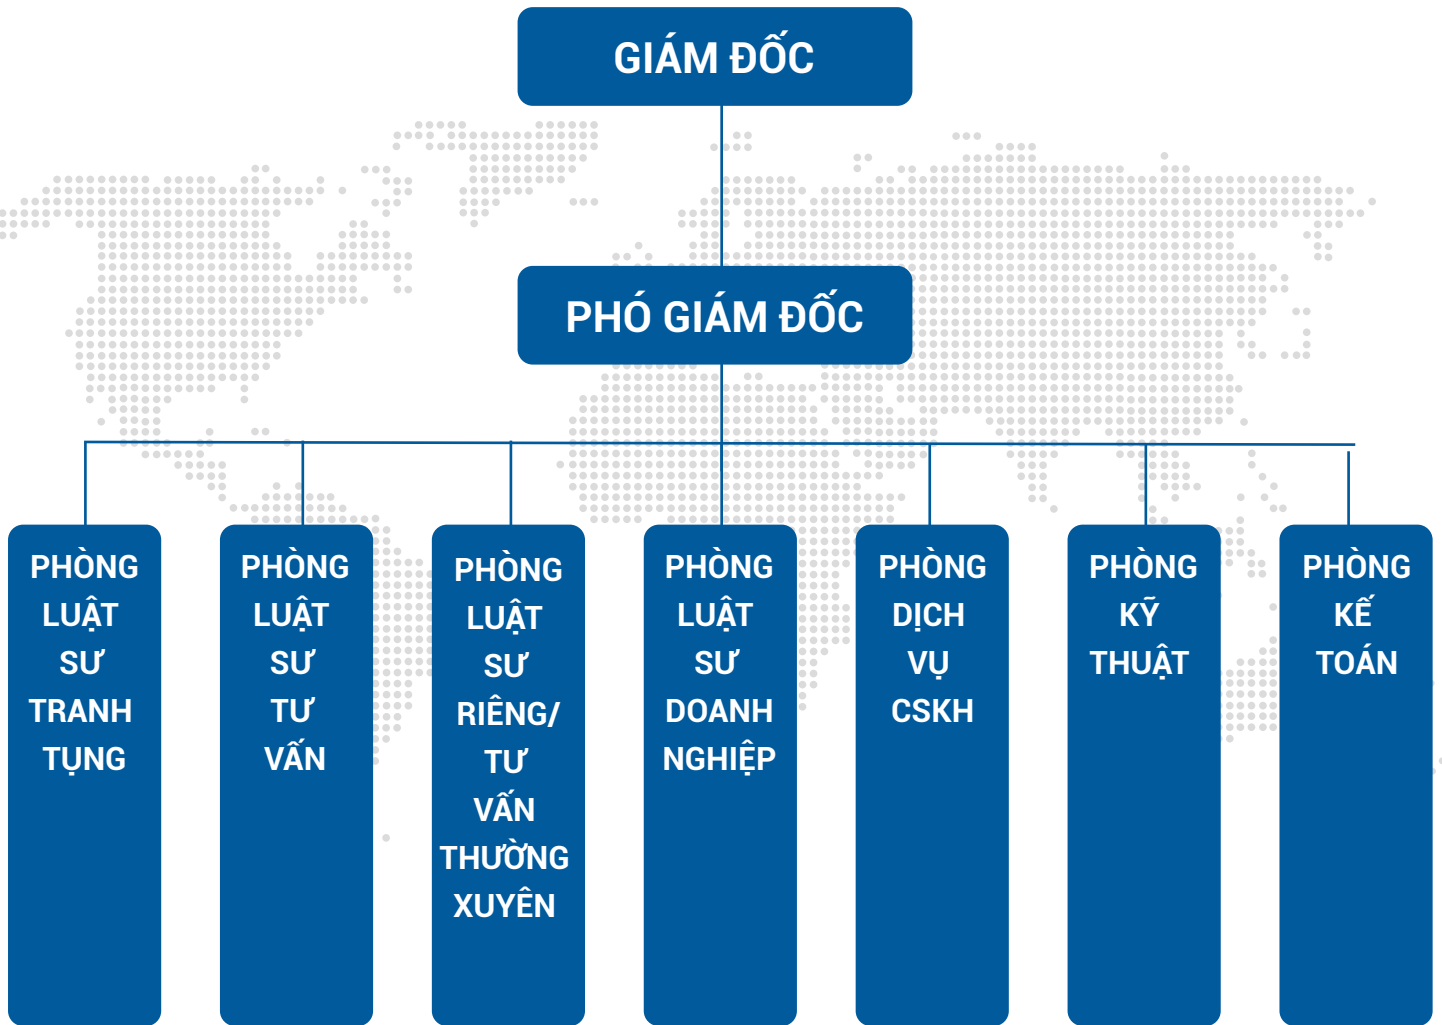 GIÁM ĐỐC
PHÓ GIÁM ĐỐC
PHÒNG
LUẬT
SƯ
TRANH
TỤNG
PHÒNG
LUẬT
SƯ
TƯ
VẤN
PHÒNG
LUẬT
SƯ
RIÊNG/
TƯ
VẤN
THƯỜNG
XUYÊN
PHÒNG
LUẬT
SƯ
DOANH
NGHIỆP
PHÒNG
DỊCH
VỤ
CSKH
PHÒNG
KỸ
THUẬT
PHÒNG
KẾ
TOÁN